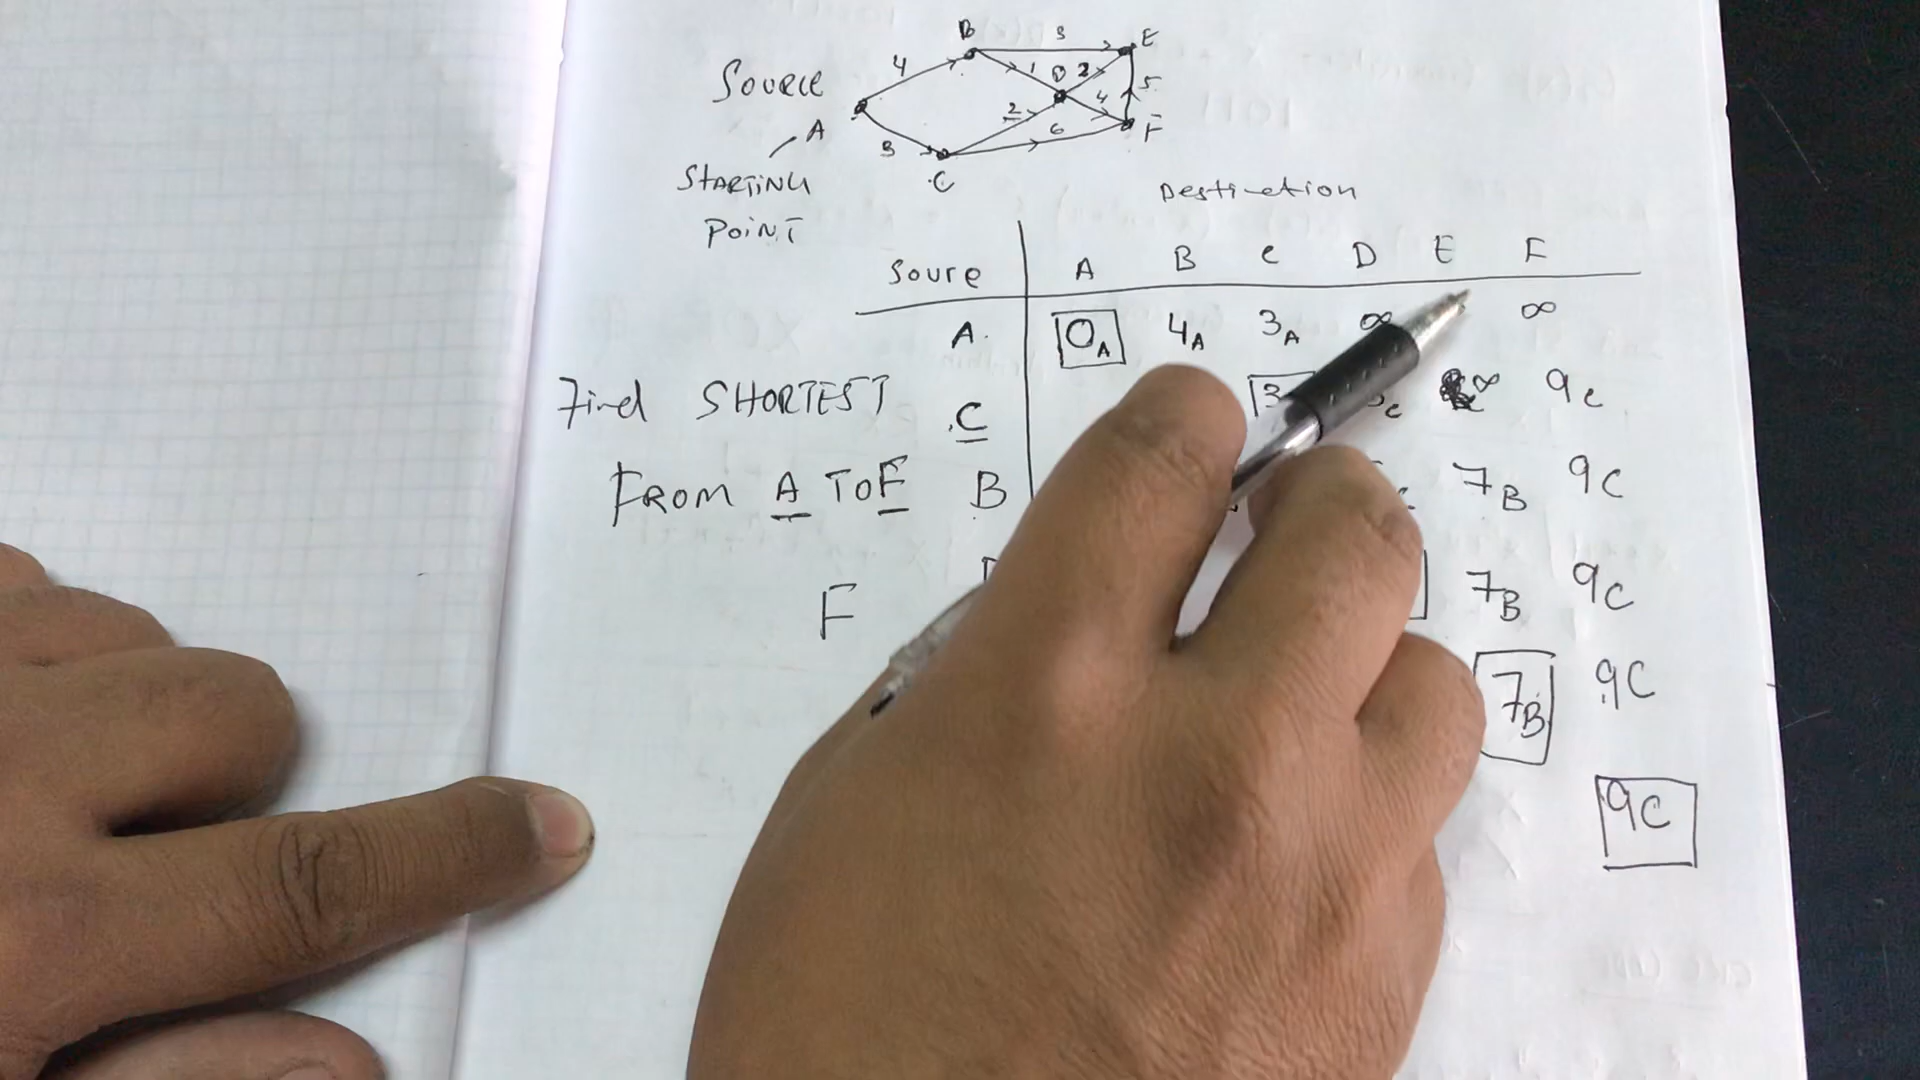 B 3 E
4 1 D 2
SOURCE 5
2 4
A 6 F
3
STARTING C
POINT
Destination
Soure A B C D E F
A. 0A 4A 3A ∞ ∞
Find SHORTEST C 3 ∞ 9c
FROM A TO F B 7B 9C
F 7B 9C
7B 9C
9C